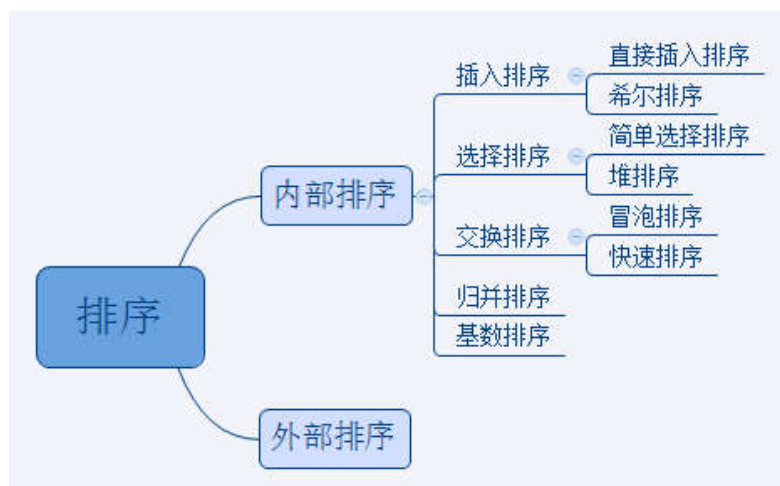 排序
内部排序
插入排序
直接插入排序
希尔排序
选择排序
简单选择排序
堆排序
交换排序
冒泡排序
快速排序
归并排序
基数排序
外部排序